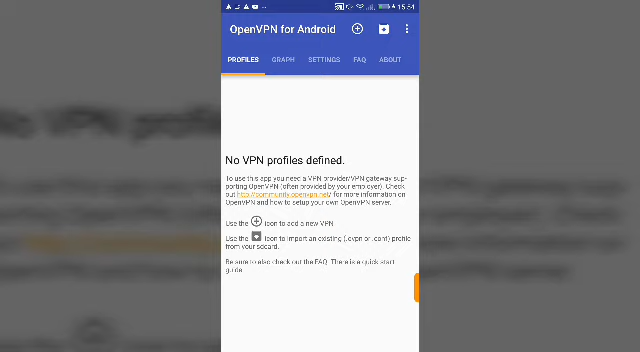 15:54
OpenVPN for Android
PROFILES GRAPH SETTINGS FAQ ABOUT
No VPN profiles defined.
To use this app you need a VPN provider/VPN gateway sup-
porting OpenVPN (often provided by your employer). Check
out http://community.openvpn.net/ for more information on
OpenVPN and how to setup your own OpenVPN server.
Use the icon to add a new VPN
Use the icon to import an existing (.ovpn or .conf) profile
from your sdcard.
Be sure to also check out the FAQ. There is a quick start
guide